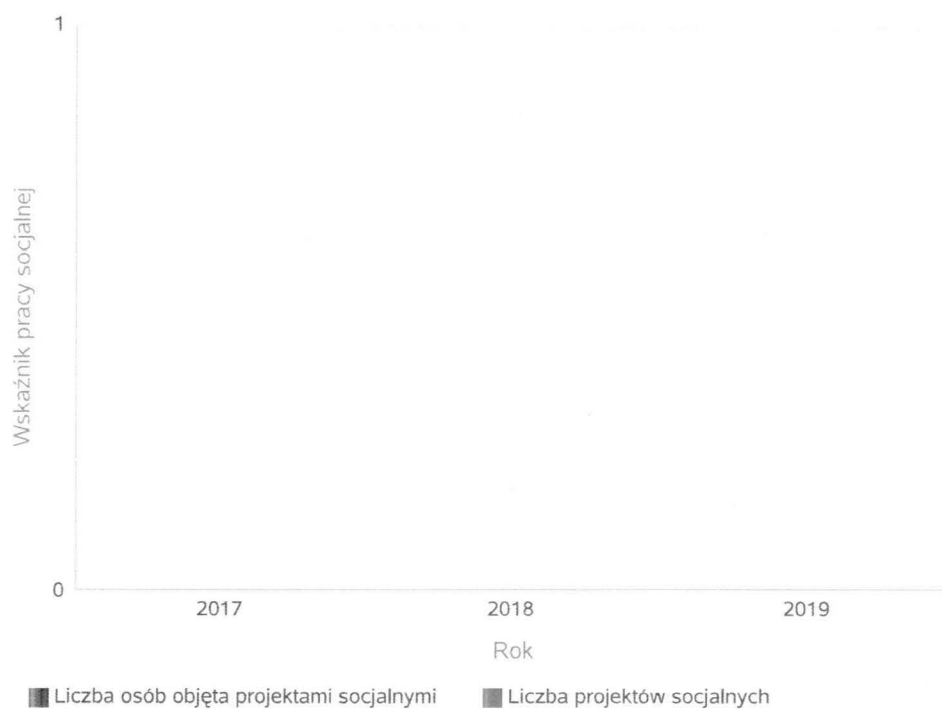 1
Wskaźnik pracy socjalnej
0
2017 2018 2019
Rok
Liczba osób objęta projektami socjalnymi Liczba projektów socjalnych